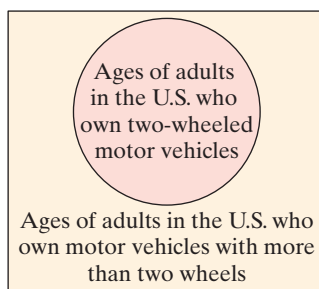 Ages of adults
in the U.S. who
own two-wheeled
motor vehicles
Ages of adults in the U.S. who
own motor vehicles with more
than two wheels